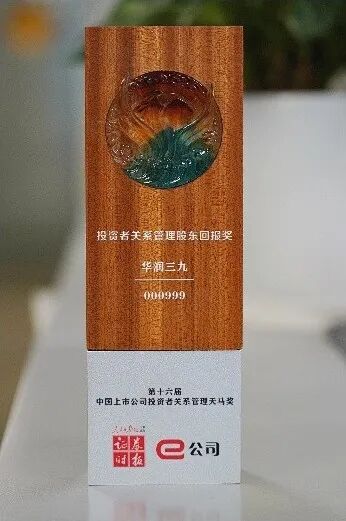 投资者关系管理股东回报奖
华润三九
000999
第十六届
中国上市公司投资者关系管理天马奖
证券时报
e公司